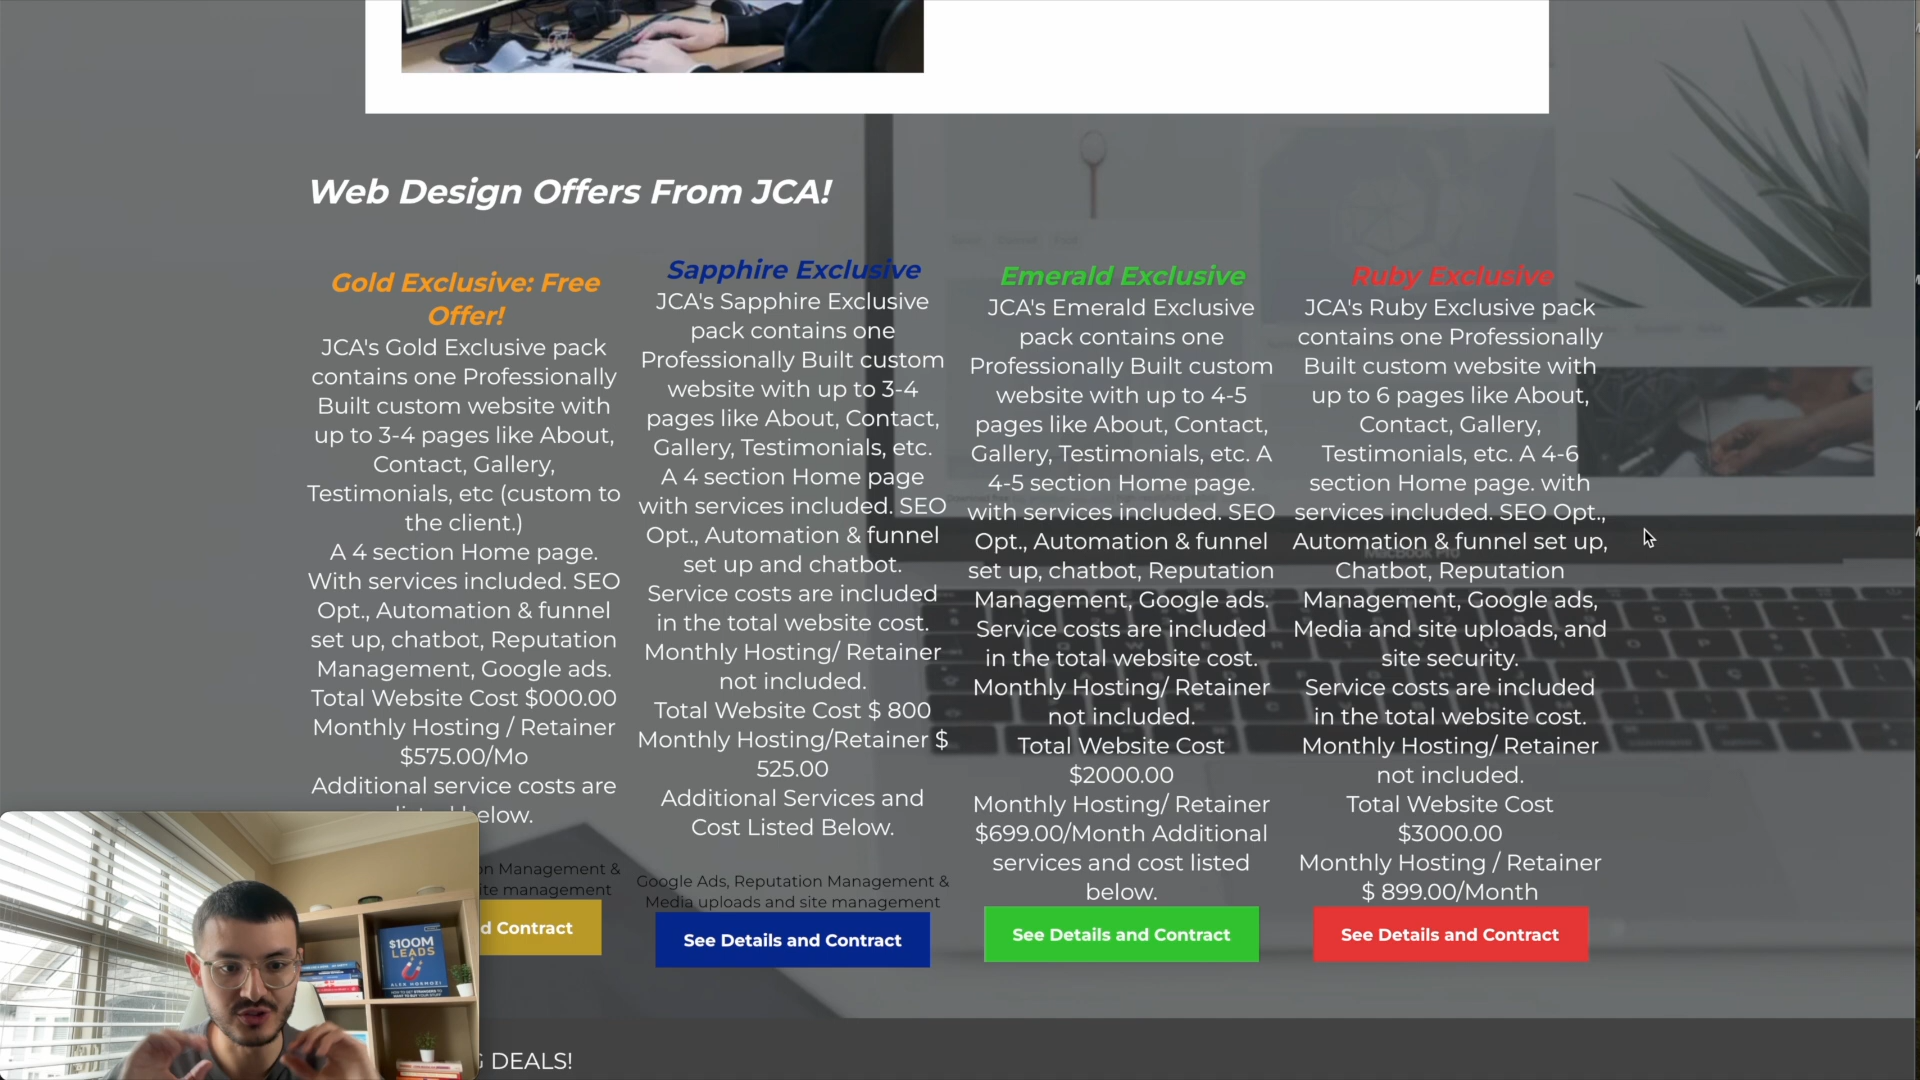 Web Design Offers From JCA!
Gold Exclusive: Free
Offer!
JCA's Gold Exclusive pack
contains one Professionally
Built custom website with
up to 3-4 pages like About,
Contact, Gallery,
Testimonials, etc (custom to
the client.)
A 4 section Home page.
With services included. SEO
Opt., Automation & funnel
set up, chatbot, Reputation
Management, Google ads.
Total Website Cost $000.00
Monthly Hosting / Retainer
$575.00/Mo
Additional service costs are
below.
Management &
management
d Contract
Sapphire Exclusive
JCA's Sapphire Exclusive
pack contains one
Professionally Built custom
website with up to 3-4
pages like About, Contact,
Gallery, Testimonials, etc.
A 4 section Home page
with services included. SEO
Opt., Automation & funnel
set up and chatbot.
Service costs are included
in the total website cost.
Monthly Hosting/ Retainer
not included.
Total Website Cost $ 800
Monthly Hosting/Retainer $
525.00
Additional Services and
Cost Listed Below.
Google Ads, Reputation Management &
Media uploads and site management
See Details and Contract
Emerald Exclusive
JCA's Emerald Exclusive
pack contains one
Professionally Built custom
website with up to 4-5
pages like About, Contact,
Gallery, Testimonials, etc. A
4-5 section Home page.
with services included. SEO
Opt., Automation & funnel
set up, chatbot, Reputation
Management, Google ads.
Service costs are included
in the total website cost.
Monthly Hosting/ Retainer
not included.
Total Website Cost
$2000.00
Monthly Hosting/ Retainer
$699.00/Month Additional
services and cost listed
below.
See Details and Contract
Ruby Exclusive
JCA's Ruby Exclusive pack
contains one Professionally
Built custom website with
up to 6 pages like About,
Contact, Gallery,
Testimonials, etc. A 4-6
section Home page. with
services included. SEO Opt.,
Automation & funnel set up,
Chatbot, Reputation
Management, Google ads,
Media and site uploads, and
site security.
Service costs are included
in the total website cost.
Monthly Hosting/ Retainer
not included.
Total Website Cost
$3000.00
Monthly Hosting / Retainer
$ 899.00/Month
See Details and Contract
MacBook Pro
$100M
LEADS
ALEX HORMOZI
DEALS!